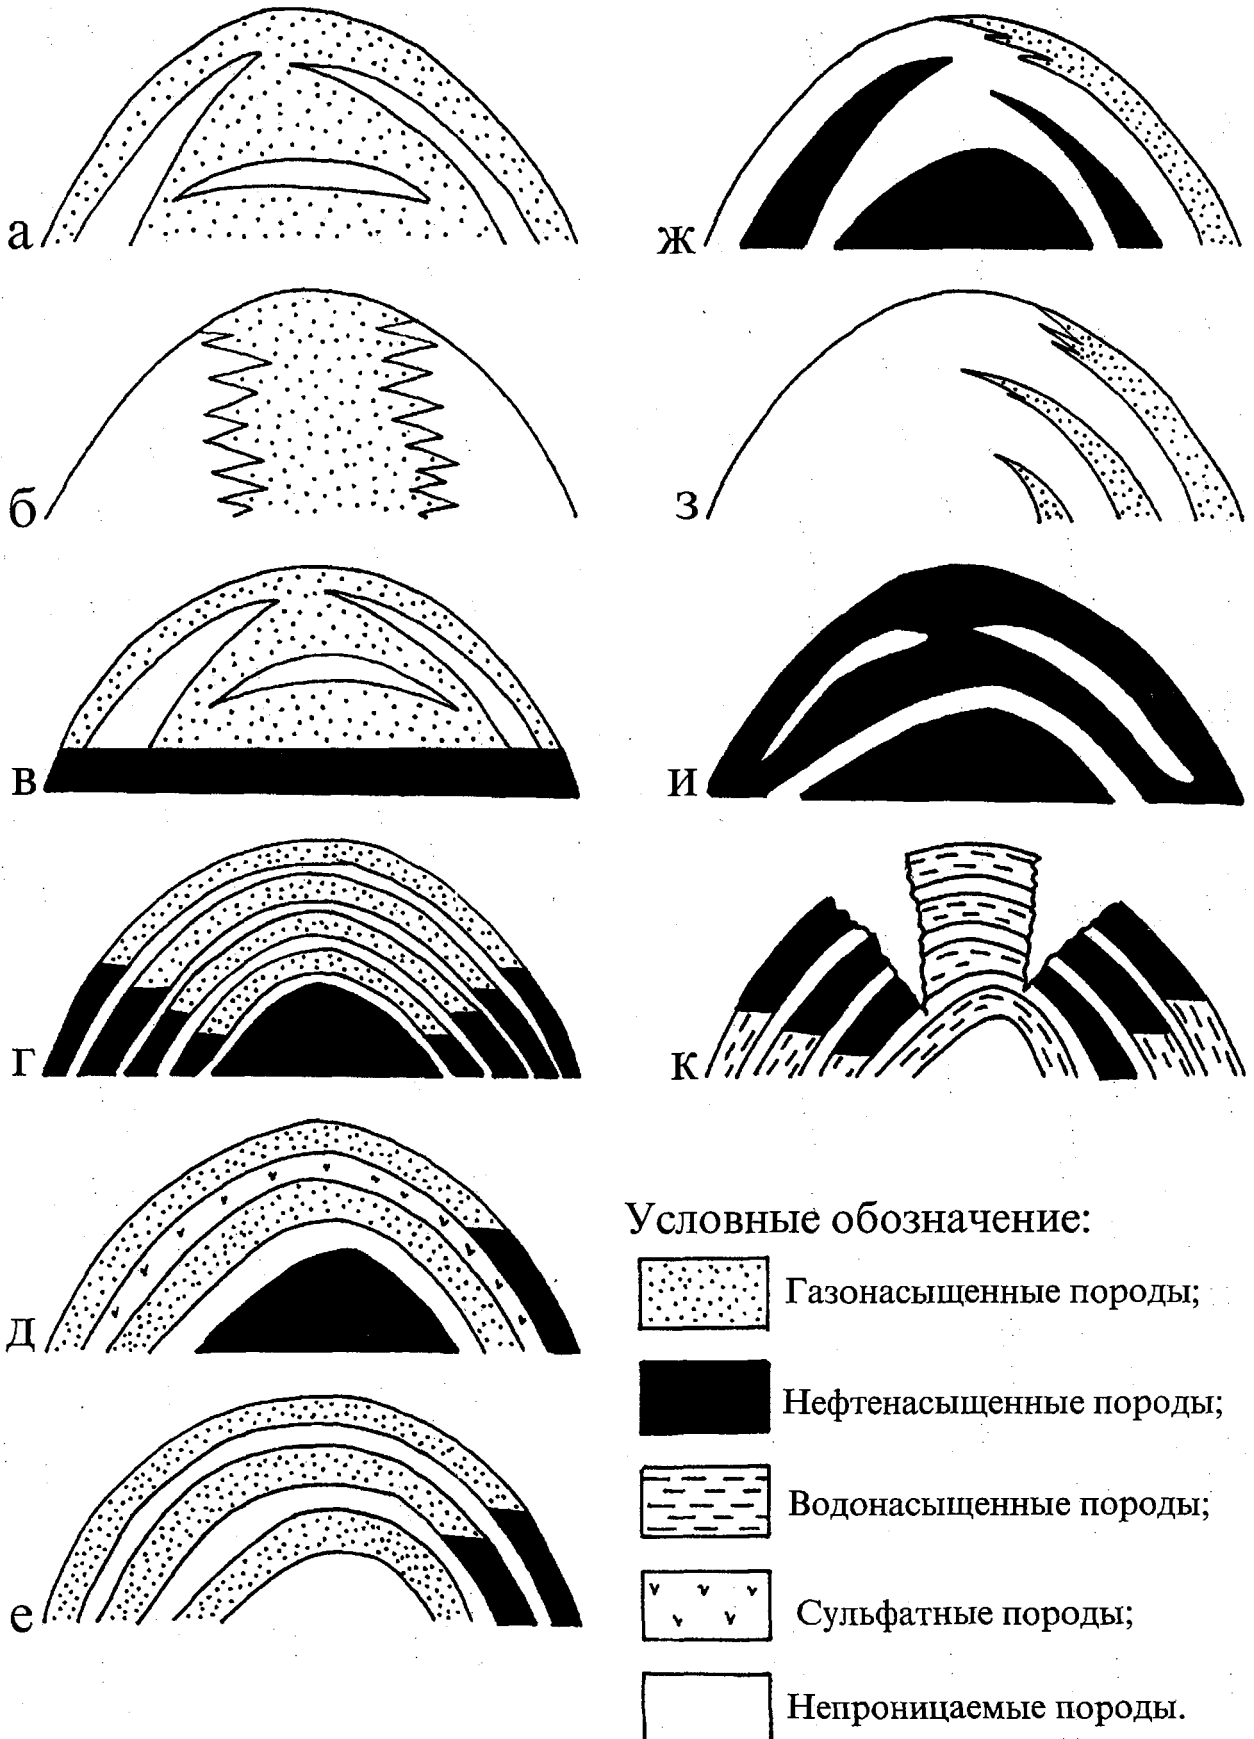 а
б
в
г
д
е
ж
з
и
к
Условные обозначение:
Газонасыщенные породы;
Нефтенасыщенные породы;
Водонасыщенные породы;
Сульфатные породы;
Непроницаемые породы.